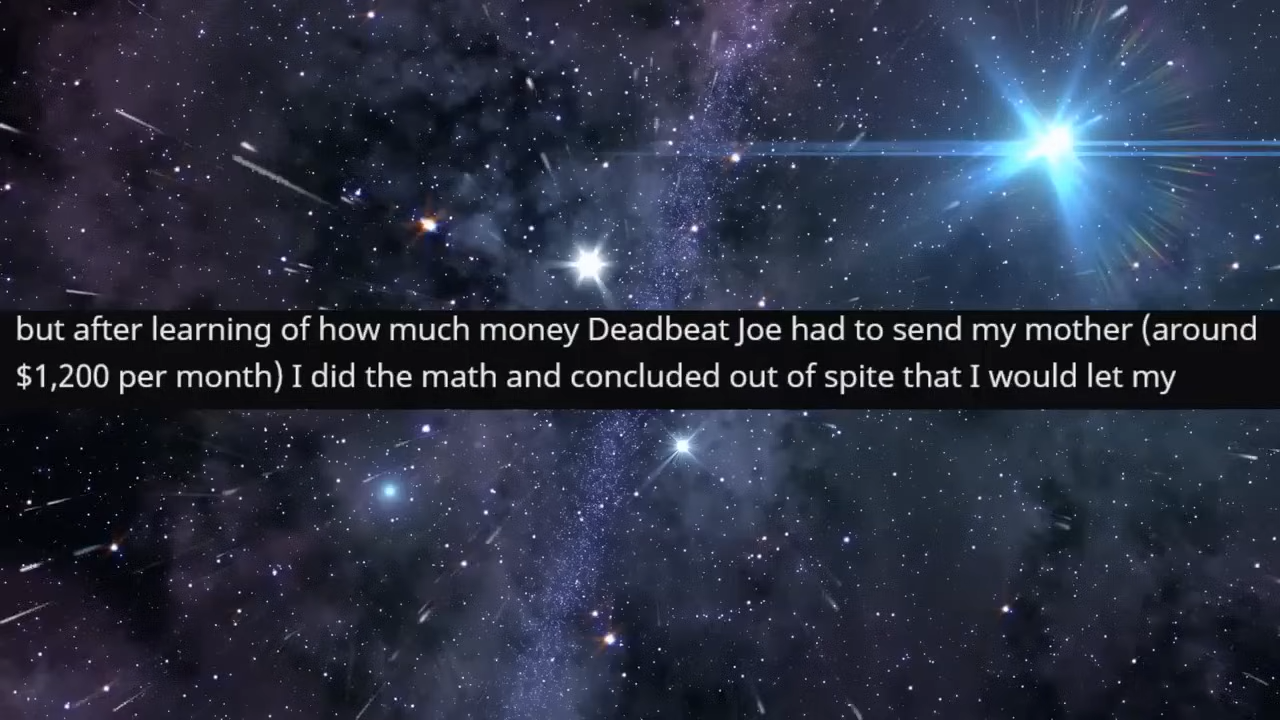 but after learning of how much money Deadbeat Joe had to send my mother (around
$1,200 per month) I did the math and concluded out of spite that I would let my